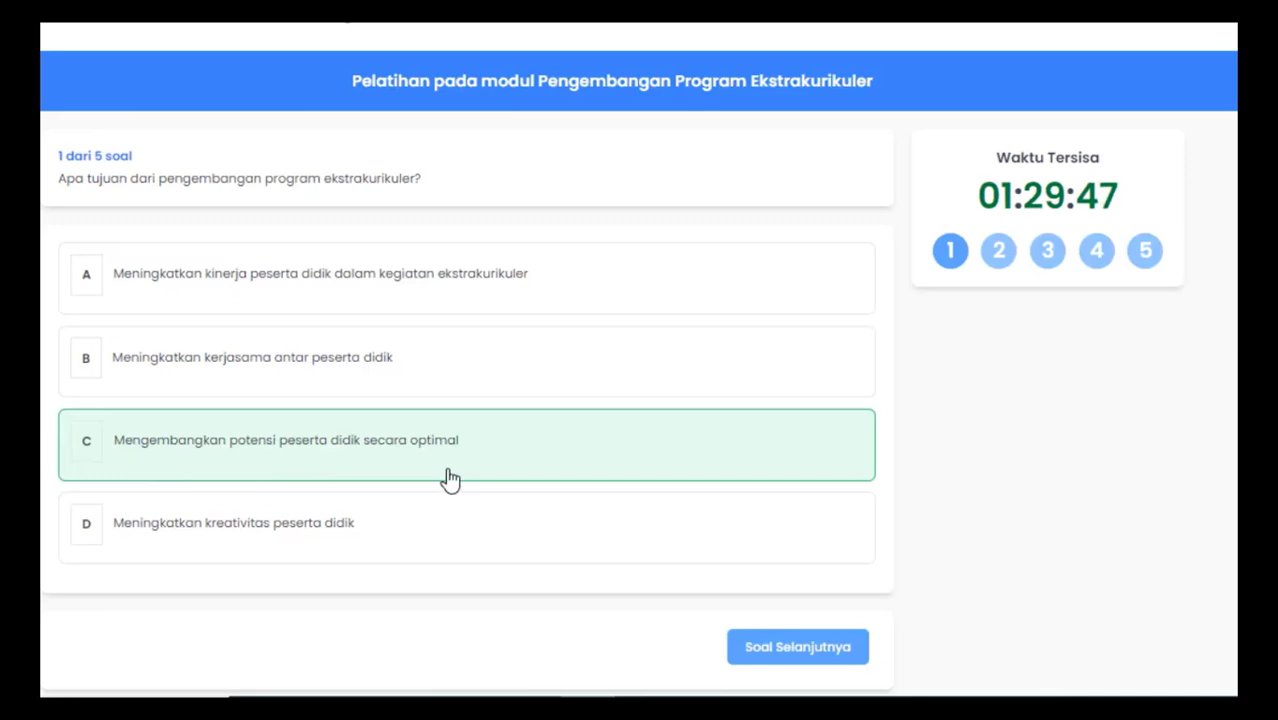 Pelatihan pada modul Pengembangan Program Ekstrakurikuler
1 dari 5 soal
Apa tujuan dari pengembangan program ekstrakurikuler?
A Meningkatkan kinerja peserta didik dalam kegiatan ekstrakurikuler
B Meningkatkan kerjasama antar peserta didik
C Mengembangkan potensi peserta didik secara optimal
D Meningkatkan kreativitas peserta didik
Soal Selanjutnya
Waktu Tersisa
01:29:47
1 2 3 4 5